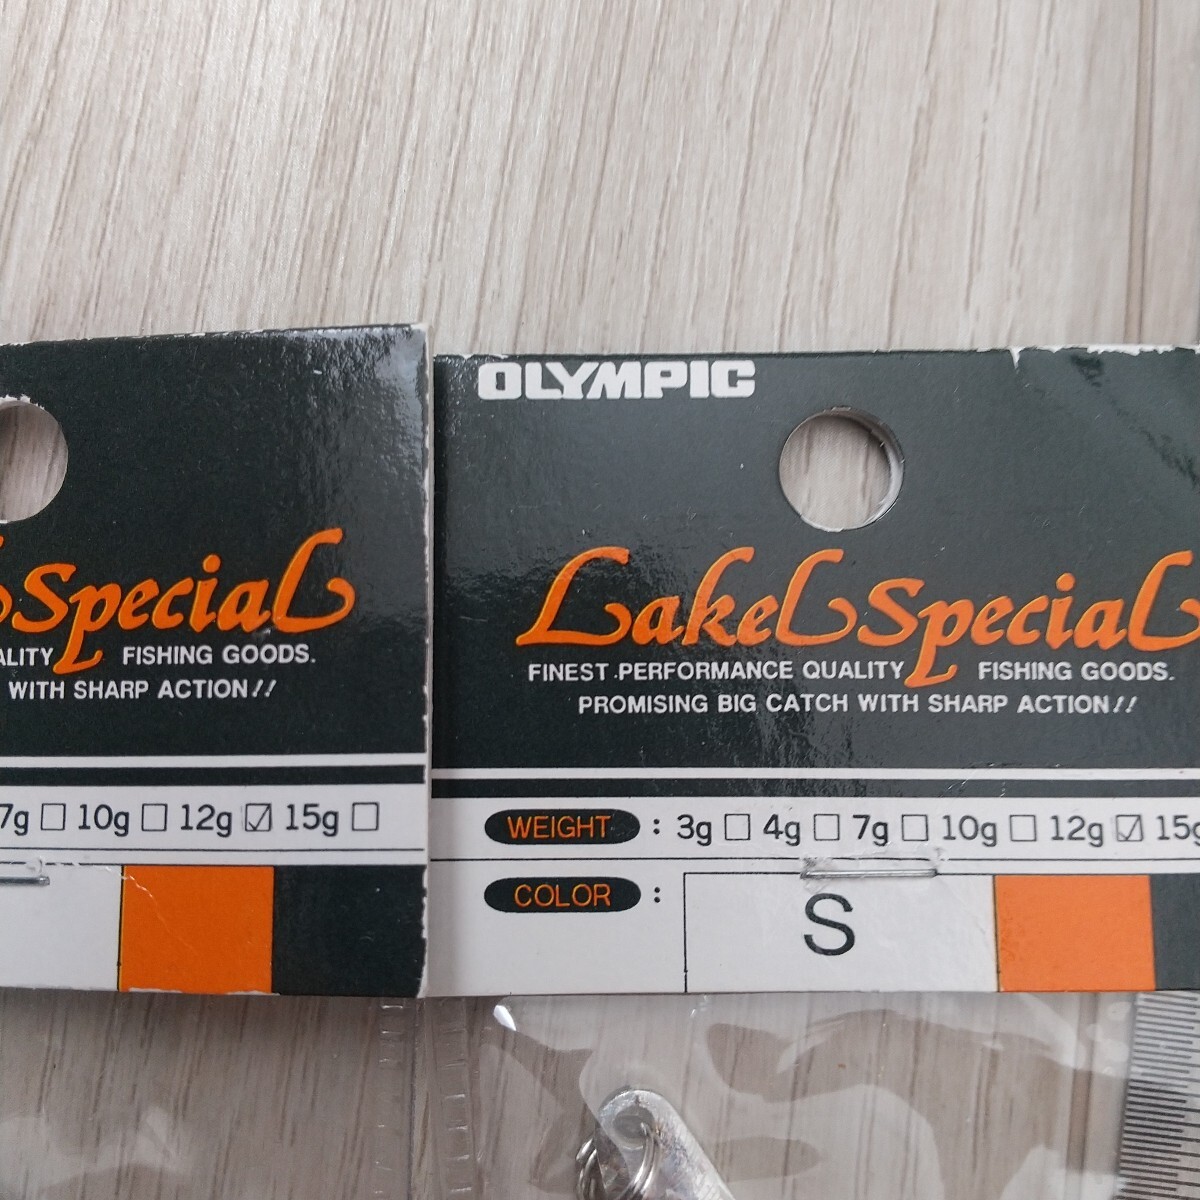 Special
ALITY FISHING GOODS.
WITH SHARP ACTION!!
7g □ 10g □ 12g ☑ 15g □
OLYMPIC
Lake Special
FINEST PERFORMANCE QUALITY FISHING GOODS.
PROMISING BIG CATCH WITH SHARP ACTION!!
WEIGHT : 3g □ 4g □ 7g □ 10g □ 12g ☑ 15g
COLOR : S